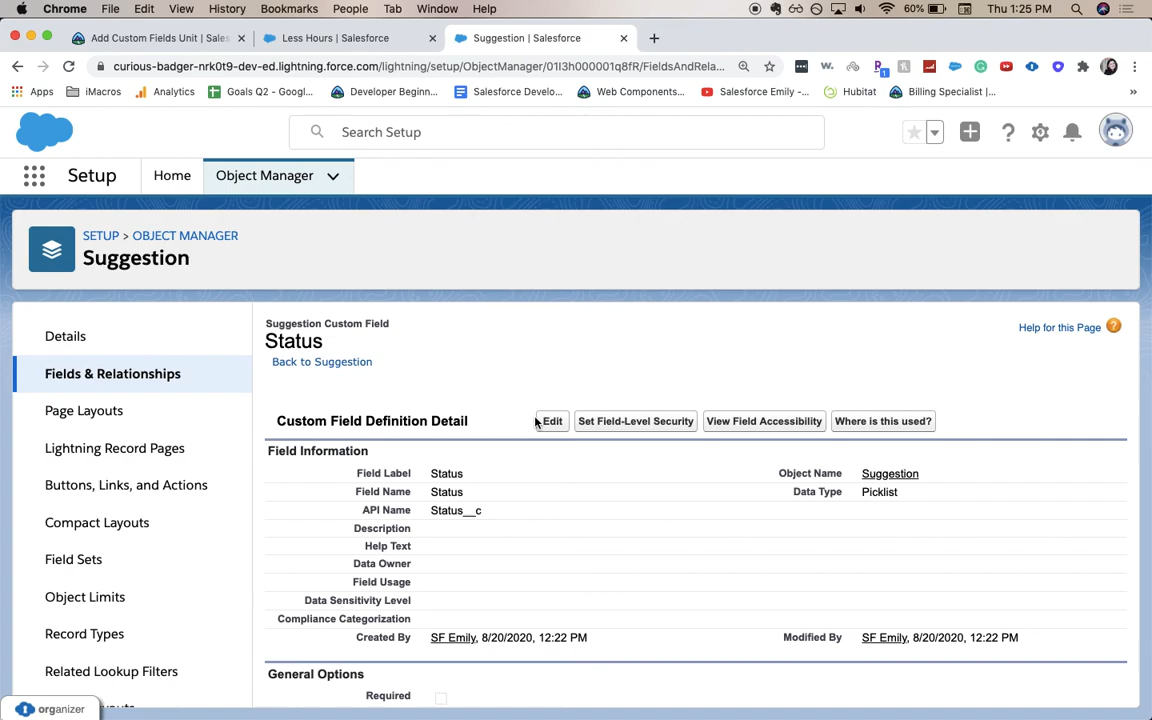 Chrome File Edit View History Bookmarks People Tab Window Help 60% Thu 1:25 PM
Add Custom Fields Unit | Sales Less Hours | Salesforce Suggestion | Salesforce
curious-badger-nrk0t9-dev-ed.lightning.force.com/lightning/setup/ObjectManager/01I3h000001q8fR/FieldsAndRela...
Apps iMacros Analytics Goals Q2 - Googl... Developer Beginn... Salesforce Develo... Web Components... Salesforce Emily -... Hubitat Billing Specialist |... »
Search Setup
Setup Home Object Manager
SETUP > OBJECT MANAGER
Suggestion
Details
Fields & Relationships
Page Layouts
Lightning Record Pages
Buttons, Links, and Actions
Compact Layouts
Field Sets
Object Limits
Record Types
Related Lookup Filters
organizer
Suggestion Custom Field
Status
Help for this Page ?
Back to Suggestion
Custom Field Definition Detail Edit Set Field-Level Security View Field Accessibility Where is this used?
Field Information
Field Label Status Object Name Suggestion
Field Name Status Data Type Picklist
API Name Status__c
Description
Help Text
Data Owner
Field Usage
Data Sensitivity Level
Compliance Categorization
Created By SF Emily, 8/20/2020, 12:22 PM Modified By SF Emily, 8/20/2020, 12:22 PM
General Options
Required